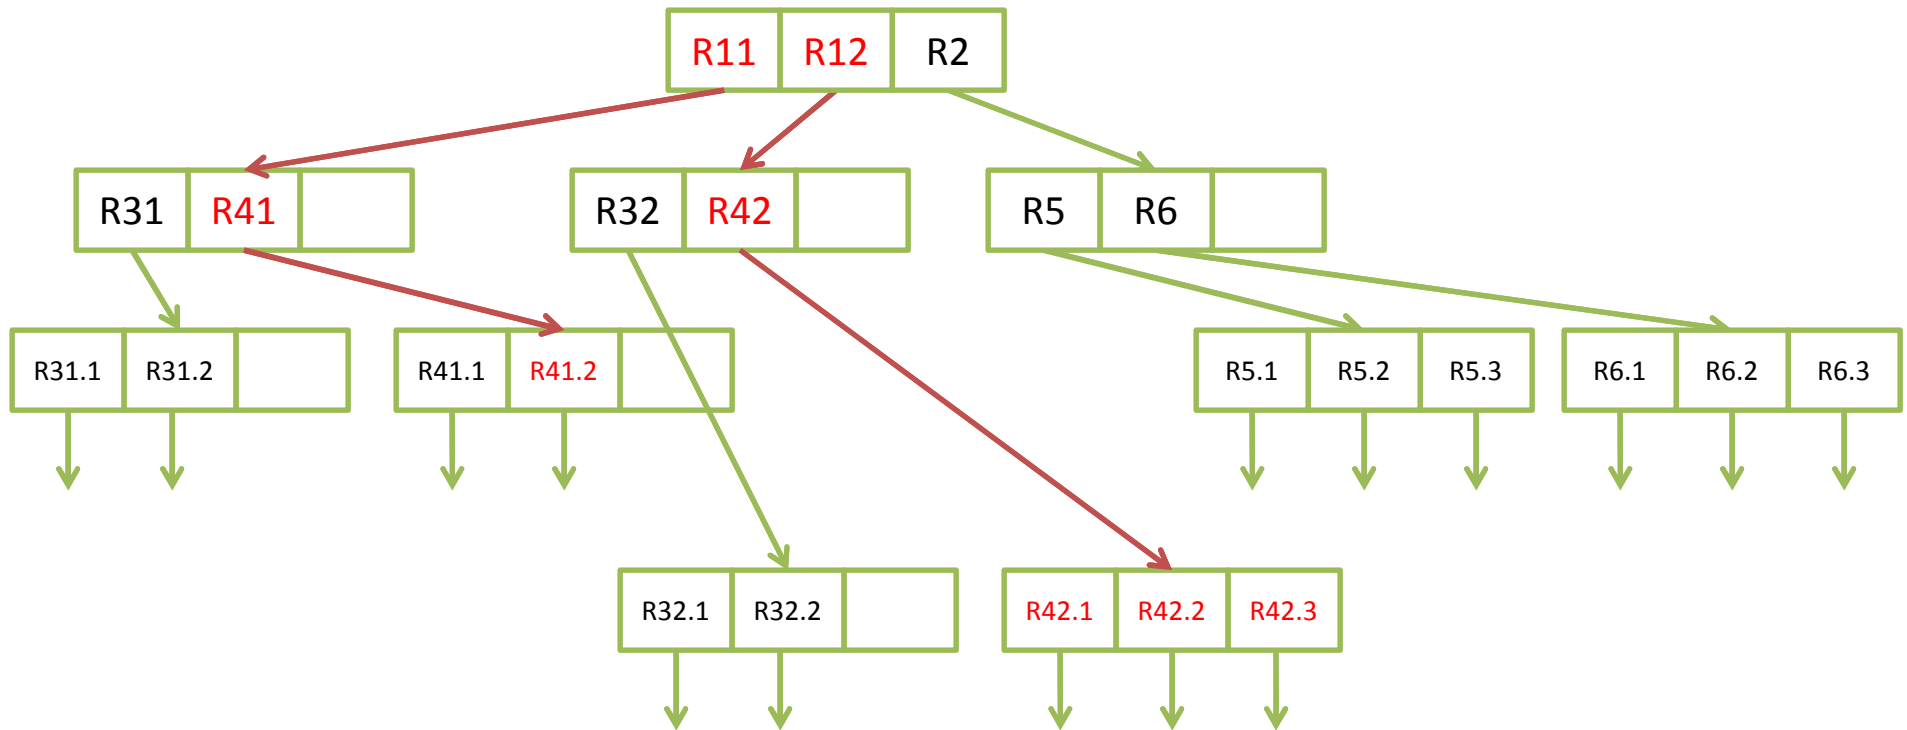 R11 R12 R2
R31 R41 R32 R42 R5 R6
R31.1 R31.2 R41.1 R41.2 R5.1 R5.2 R5.3 R6.1 R6.2 R6.3
R32.1 R32.2 R42.1 R42.2 R42.3